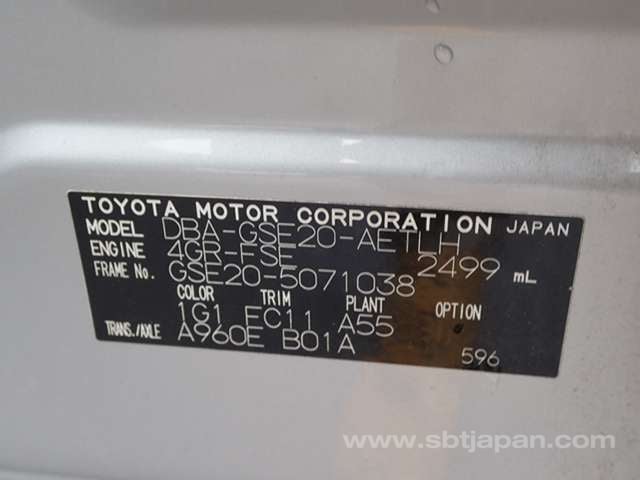 TOYOTA MOTOR CORPORATION JAPAN
MODEL DBA-GSE20-AETLH
ENGINE 4GR-FSE 2499 mL
FRAME No. GSE20-5071038
COLOR TRIM PLANT OPTION
1G1 FC11 A55
TRANS./AXLE A960E B01A 596
www.sbtjapan.com